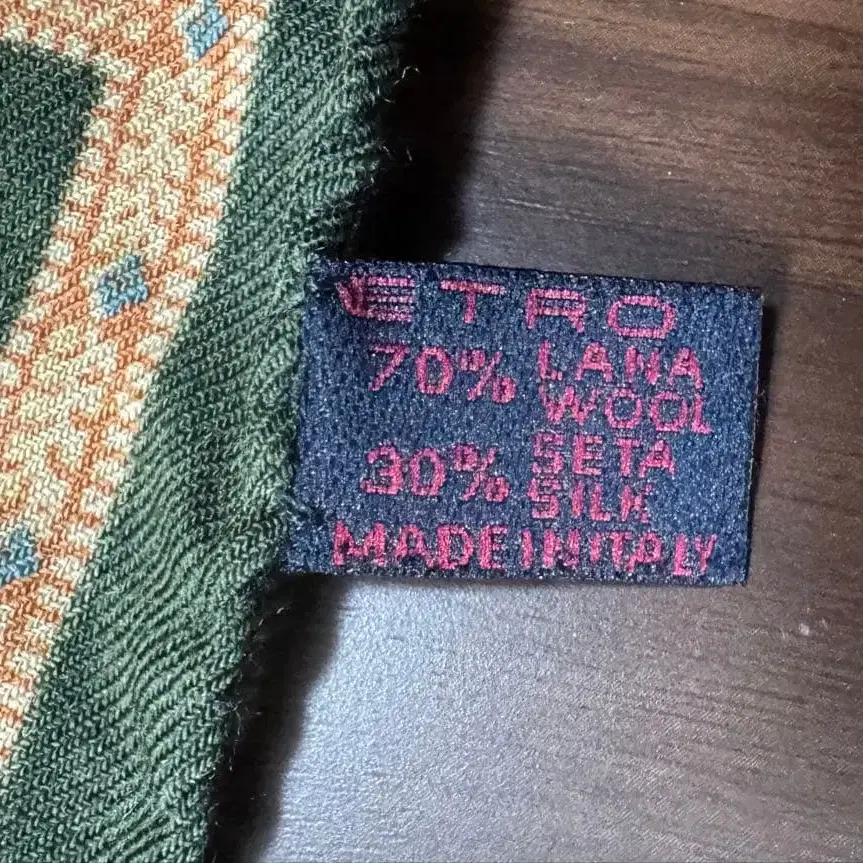 ETRO
70% LANA
WOOL
30% SETA
SILK
MADE IN ITALY